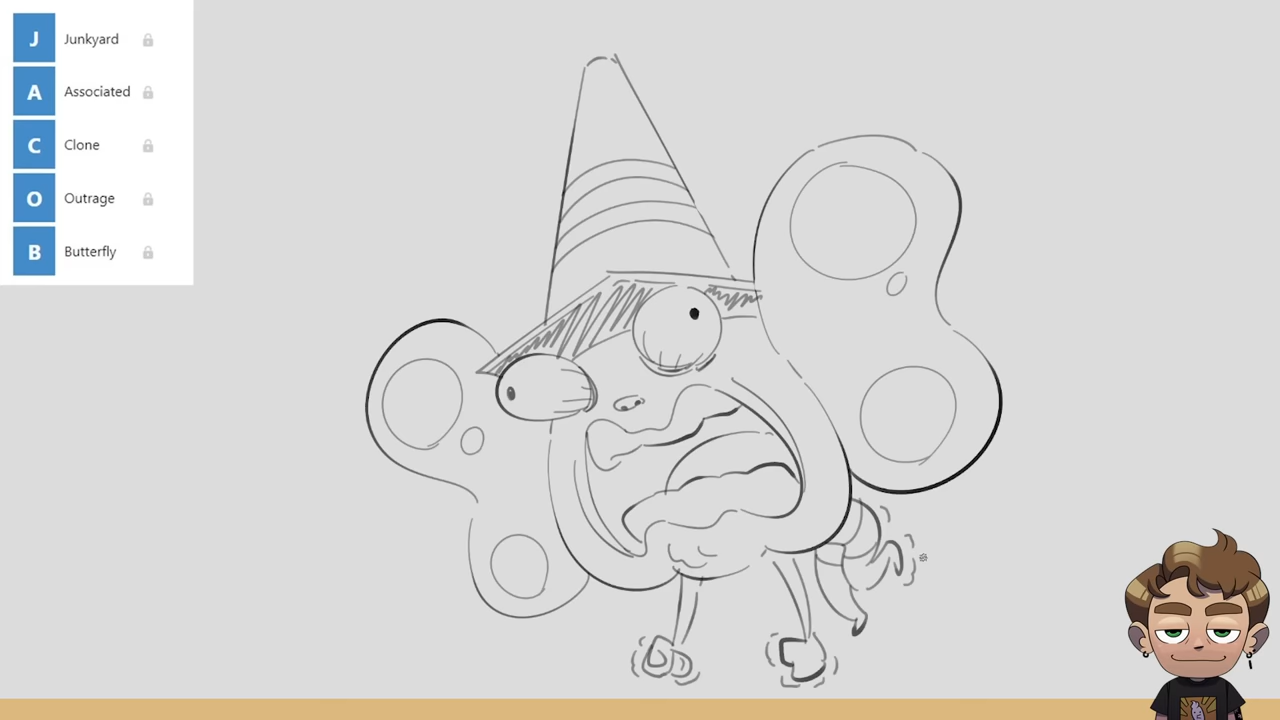 J Junkyard
A Associated
C Clone
O Outrage
B Butterfly